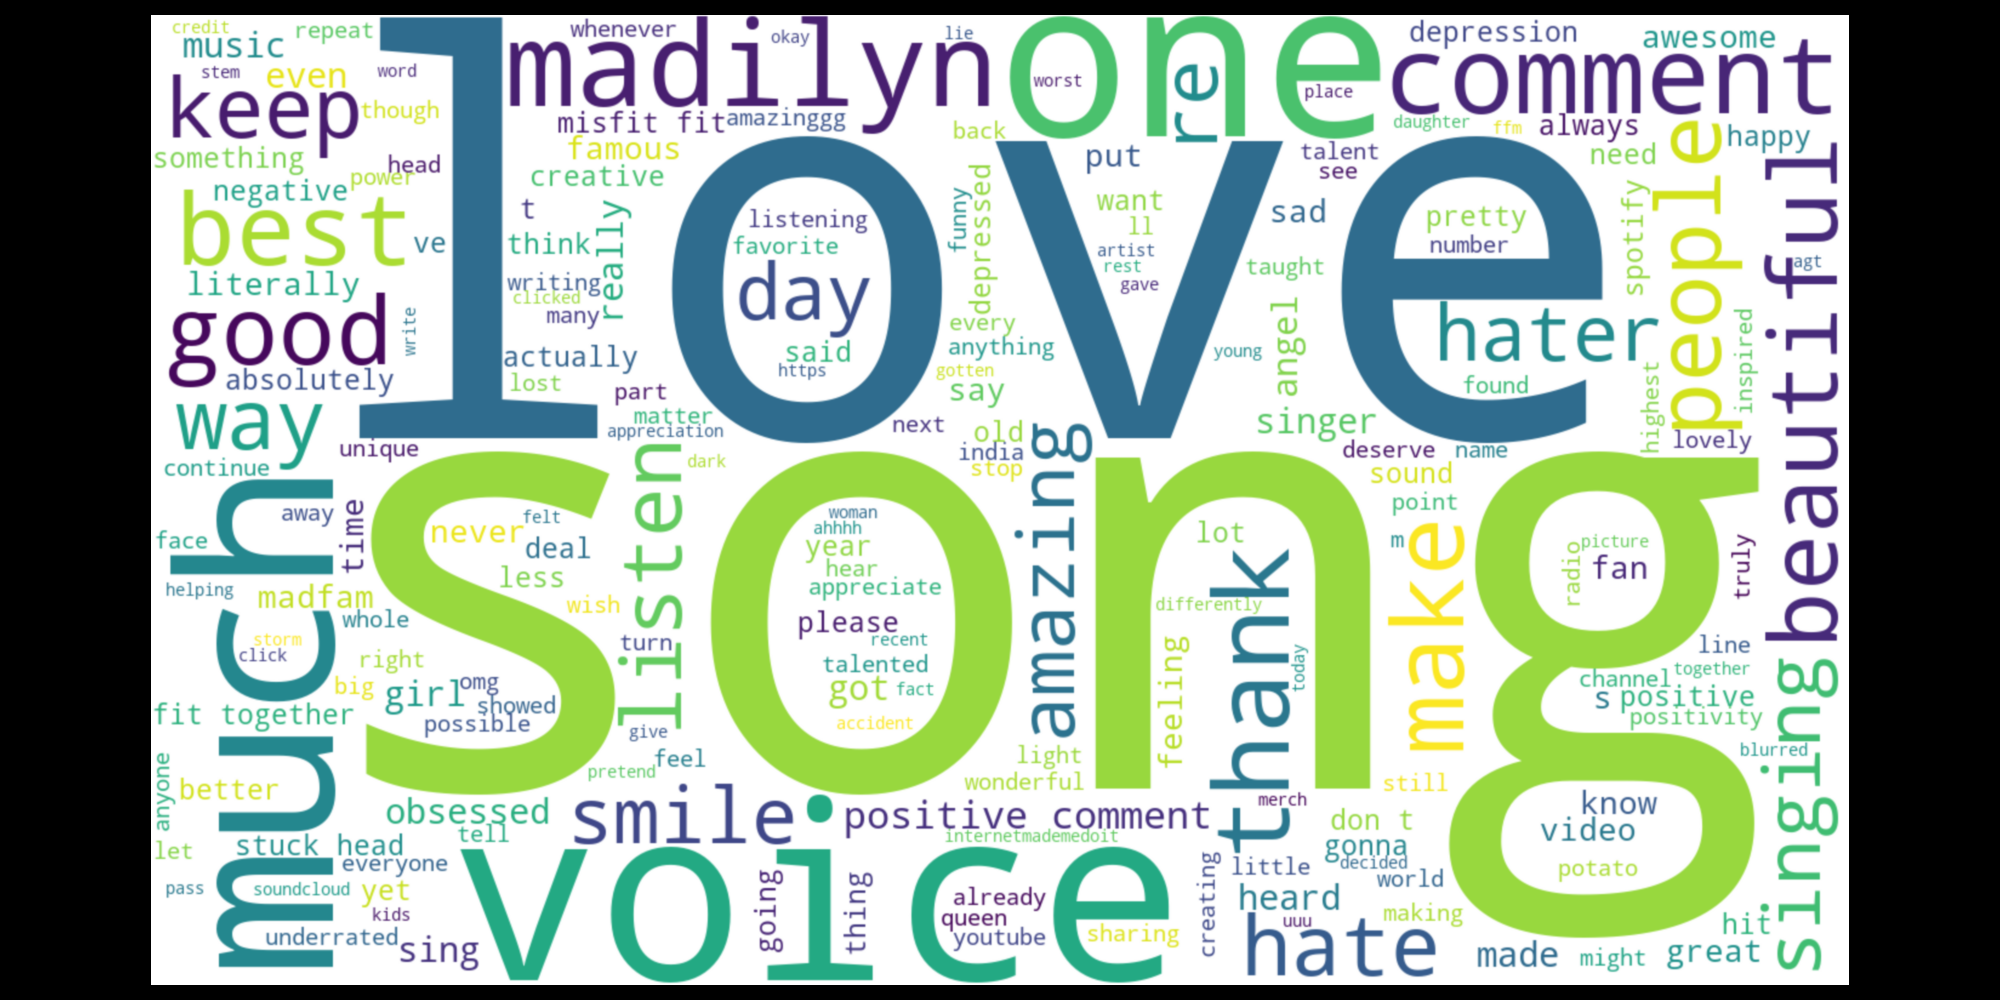 credit
repeat
music
whenever
okay
lie
madilyn
one
depression
awesome
stem
even
word
worst
re
place
comment
keep
though
misfit fit
amazinggg
back
daughter
ffm
always
people
happy
something
head
famous
put
talent
need
negative
power
creative
see
beautiful
best
t
listening
funny
depressed
want
sad
pretty
spotify
ve
think
really
favorite
ll
number
love
literally
writing
day
artist
rest
taught
agt
clicked
gave
good
write
many
every
angel
hater
inspired
actually
said
anything
young
absolutely
lost
https
gotten
found
highest
part
say
way
matter
singer
unique
appreciation
next
old
deserve
name
lovely
continue
dark
india
stop
amazing
sound
much
away
time
listen
point
face
never
felt
woman
ahhhh
lot
m
make
picture
truly
deal
year
radio
fan
helping
less
hear
thank
madfam
wish
appreciate
differently
song
whole
please
storm
turn
recent
line
click
right
talented
feeling
today
channel
together
big
girl
omg
got
fact
s
positive
fit together
showed
possible
accident
positivity
give
singing
anyone
feel
light
blurred
better
pretend
wonderful
still
obsessed
smile
positive comment
merch
know
tell
internetmademedoit
don t
video
let
stuck head
gonna
everyone
voice
creating
little
decided
potato
pass
soundcloud
yet
going
thing
already
heard
world
kids
queen
uuu
making
hit
underrated
sing
youtube
sharing
hate
made
might
great